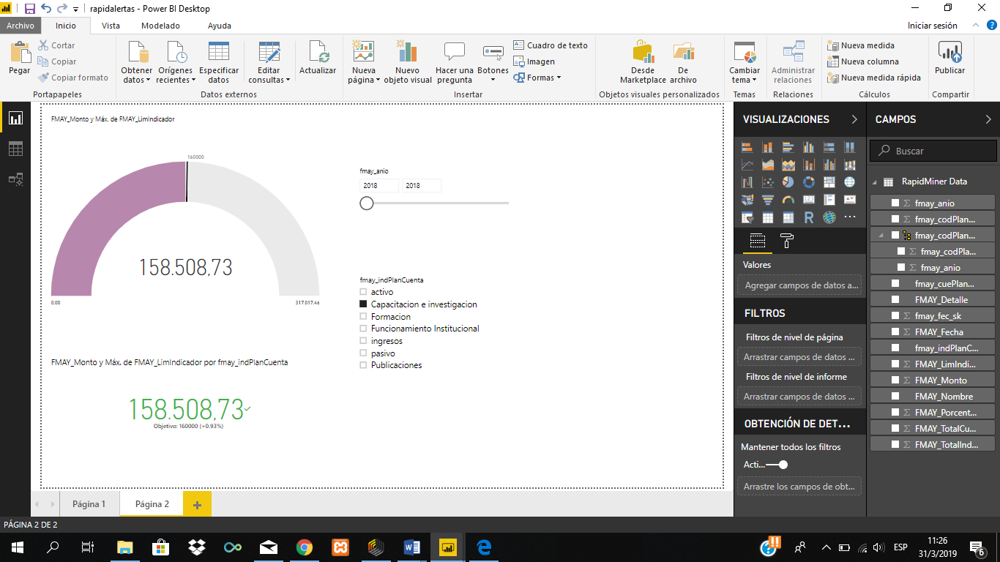 rapidalertas - Power BI Desktop
Archivo Inicio Vista Modelado Ayuda Iniciar sesión
Pegar
Cortar
Copiar
Copiar formato
Portapapeles
Obtener datos
Orígenes recientes
Especificar datos
Editar consultas
Datos externos
Actualizar
Nueva página
Nuevo objeto visual
Hacer una pregunta
Botones
Cuadro de texto
Imagen
Formas
Insertar
Desde Marketplace
De archivo
Objetos visuales personalizados
Cambiar tema
Temas
Administrar relaciones
Relaciones
Nueva medida
Nueva columna
Nueva medida rápida
Cálculos
Publicar
Compartir
FMAY_Monto y Máx. de FMAY_LimIndicador
160000
158.508,73
0.00
317.017,46
fmay_anio
2018 2018
fmay_indPlanCuenta
activo
Capacitacion e investigacion
Formacion
Funcionamiento Institucional
ingresos
pasivo
Publicaciones
FMAY_Monto y Máx. de FMAY_LimIndicador por fmay_indPlanCuenta
158.508,73
Objetivo: 160000 (+0.93%)
VISUALIZACIONES
R
Valores
Agregar campos de datos a...
FILTROS
Filtros de nivel de página
Arrastrar campos de datos ...
Filtros de nivel de informe
Arrastrar campos de datos ...
OBTENCIÓN DE DET...
Mantener todos los filtros
Acti...
Arrastre los campos de obt...
CAMPOS
Buscar
RapidMiner Data
fmay_anio
fmay_codPlan...
fmay_codPlan...
fmay_codPla...
fmay_anio
fmay_cuePlan...
FMAY_Detalle
fmay_fec_sk
FMAY_Fecha
fmay_indPlanC...
FMAY_LimIndi...
FMAY_Monto
FMAY_Nombre
FMAY_Porcent...
FMAY_TotalCu...
FMAY_TotalInd...
Página 1 Página 2
PÁGINA 2 DE 2
ESP
11:26
31/3/2019
6